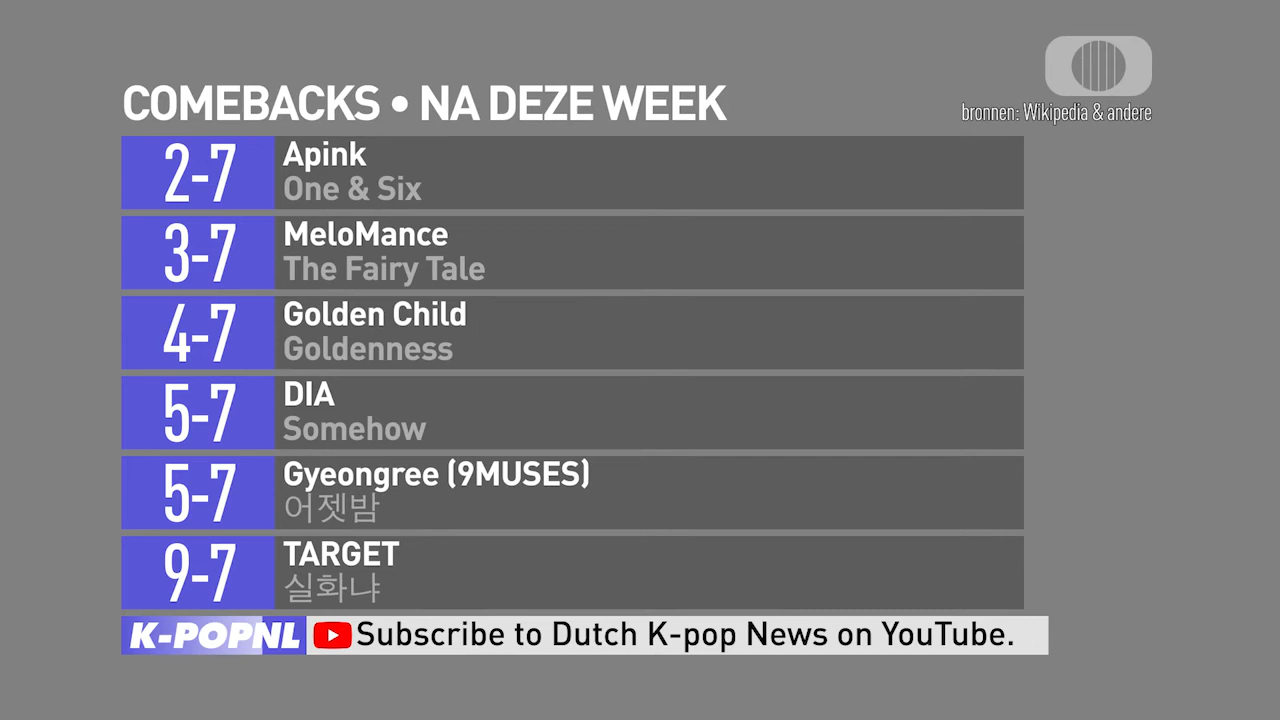 COMEBACKS • NA DEZE WEEK
bronnen: Wikipedia & andere
2-7
Apink
One & Six
3-7
MeloMance
The Fairy Tale
4-7
Golden Child
Goldenness
5-7
DIA
Somehow
5-7
Gyeongree (9MUSES)
어젯밤
9-7
TARGET
실화냐
K-POPNL
Subscribe to Dutch K-pop News on YouTube.